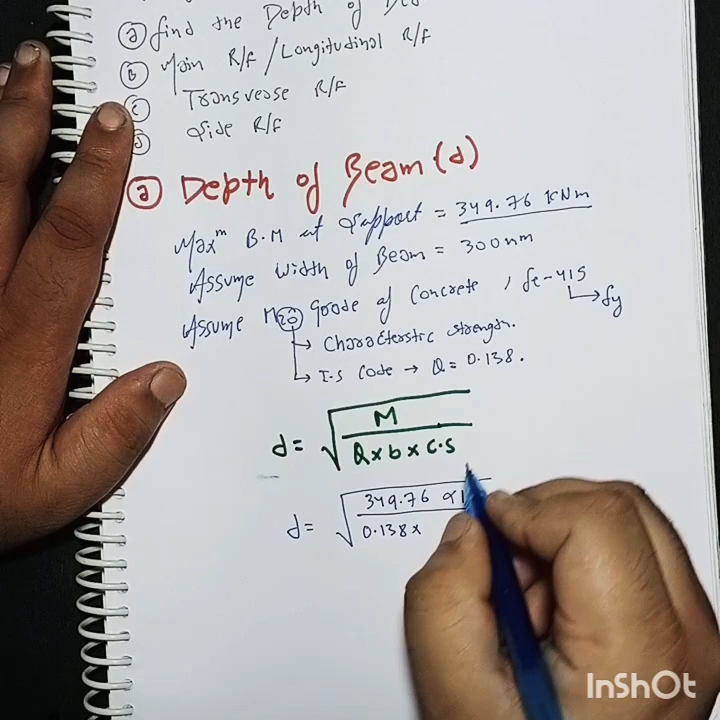 ⓐ find the Depth of
Ⓑ Main R/F / Longitudinal R/F
Ⓒ Transverse R/F
ⓓ Side R/F
ⓐ Depth of Beam (d)
Maxᵐ B.M at Support = 349.76 KNm
Assume width of Beam = 300mm
Assume M20 Grade of Concrete, fe-415
→ fy
→ Characterstic strength.
→ I.S Code → Q = 0.138.
d = √ M
Q×b×C.S
d = √ 349.76
0.138 ×
InShOt